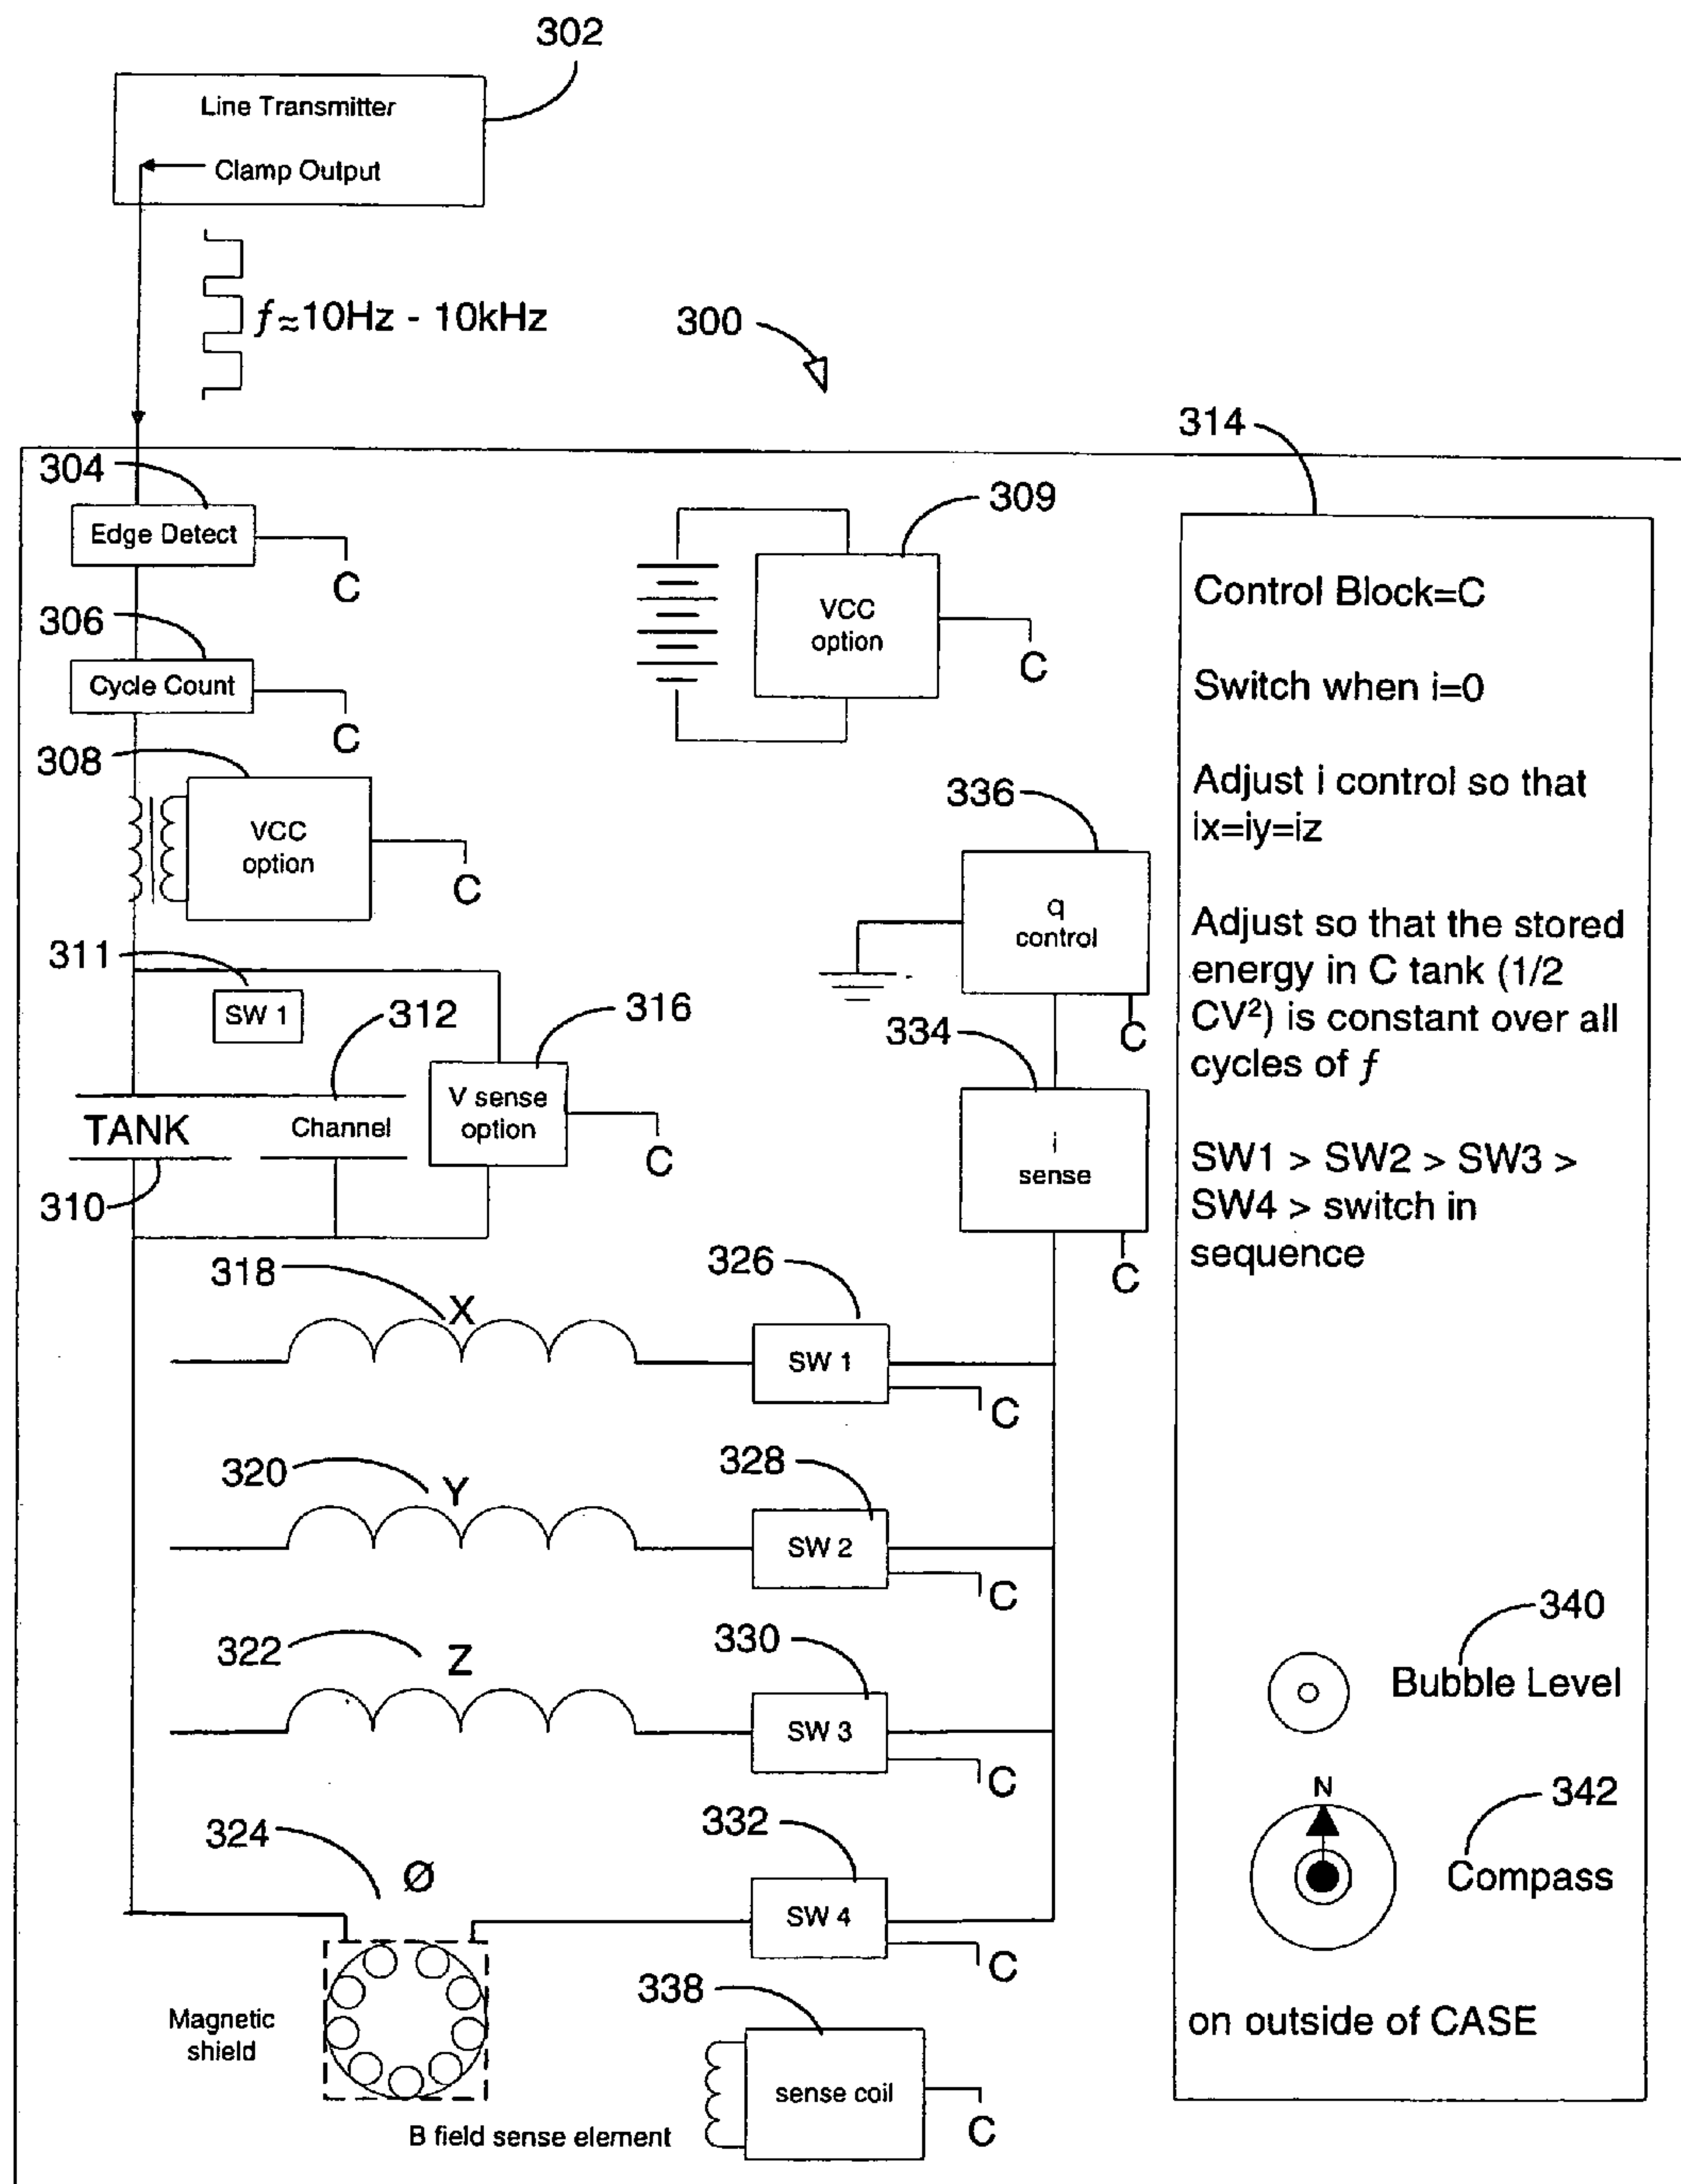 302
Line Transmitter
Clamp Output
f≈10Hz - 10kHz
300
314
304
Edge Detect
C
309
VCC
option
C
Control Block=C
306
Cycle Count
C
Switch when i=0
308
VCC
option
C
Adjust i control so that
ix=iy=iz
336
q
control
C
Adjust so that the stored
energy in C tank (1/2
CV²) is constant over all
cycles of f
311
SW 1
312
316
V sense
option
C
334
i
sense
C
TANK
Channel
310
SW1 > SW2 > SW3 >
SW4 > switch in
sequence
318
X
326
SW 1
C
320
Y
328
SW 2
C
322
Z
330
SW 3
C
340
Bubble Level
324
Ø
332
SW 4
C
N
342
Compass
Magnetic
shield
338
sense coil
C
B field sense element
on outside of CASE